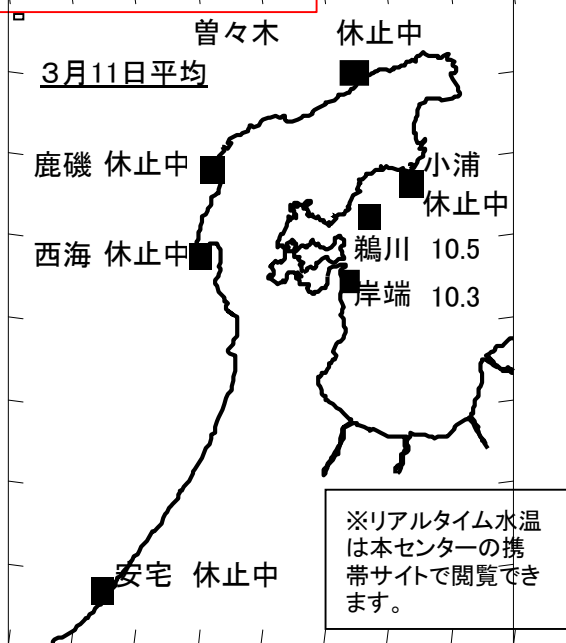 曽々木 休止中
3月11日平均
鹿磯 休止中
小浦
休止中
西海 休止中
鵜川 10.5
岸端 10.3
※リアルタイム水温
は本センターの携
帯サイトで閲覧でき
ます。
安宅 休止中